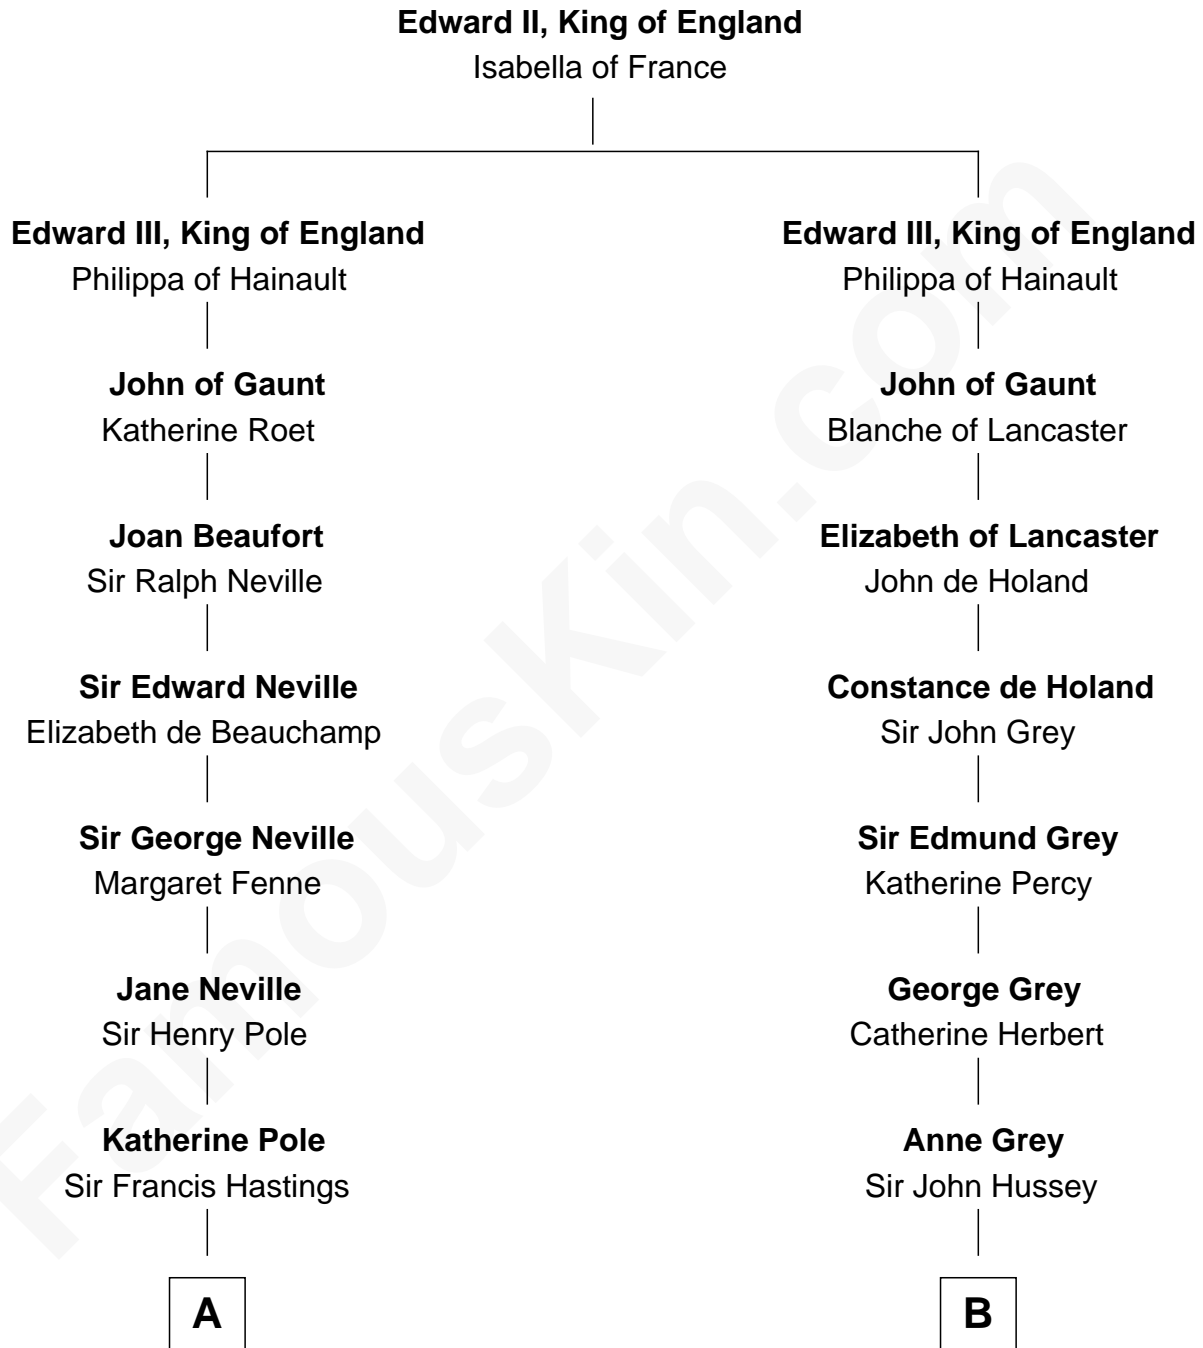 Edward II, King of England
Isabella of France
Edward III, King of England
Philippa of Hainault
Edward III, King of England
Philippa of Hainault
John of Gaunt
Katherine Roet
John of Gaunt
Blanche of Lancaster
Joan Beaufort
Sir Ralph Neville
Elizabeth of Lancaster
John de Holand
Sir Edward Neville
Elizabeth de Beauchamp
Constance de Holand
Sir John Grey
Sir George Neville
Margaret Fenne
Sir Edmund Grey
Katherine Percy
Jane Neville
Sir Henry Pole
George Grey
Catherine Herbert
Katherine Pole
Sir Francis Hastings
Anne Grey
Sir John Hussey
A
B
FamousKin.com